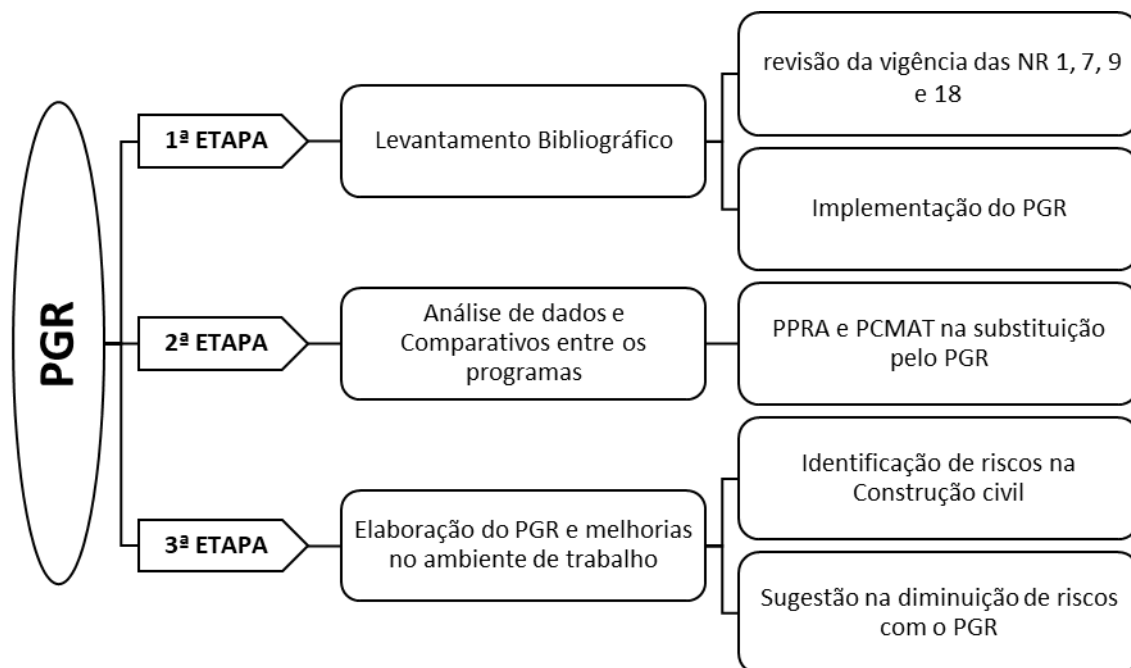 PGR
1ª ETAPA
Levantamento Bibliográfico
revisão da vigência das NR 1, 7, 9
e 18
Implementação do PGR
2ª ETAPA
Análise de dados e
Comparativos entre os
programas
PPRA e PCMAT na substituição
pelo PGR
3ª ETAPA
Elaboração do PGR e melhorias
no ambiente de trabalho
Identificação de riscos na
Construção civil
Sugestão na diminuição de riscos
com o PGR